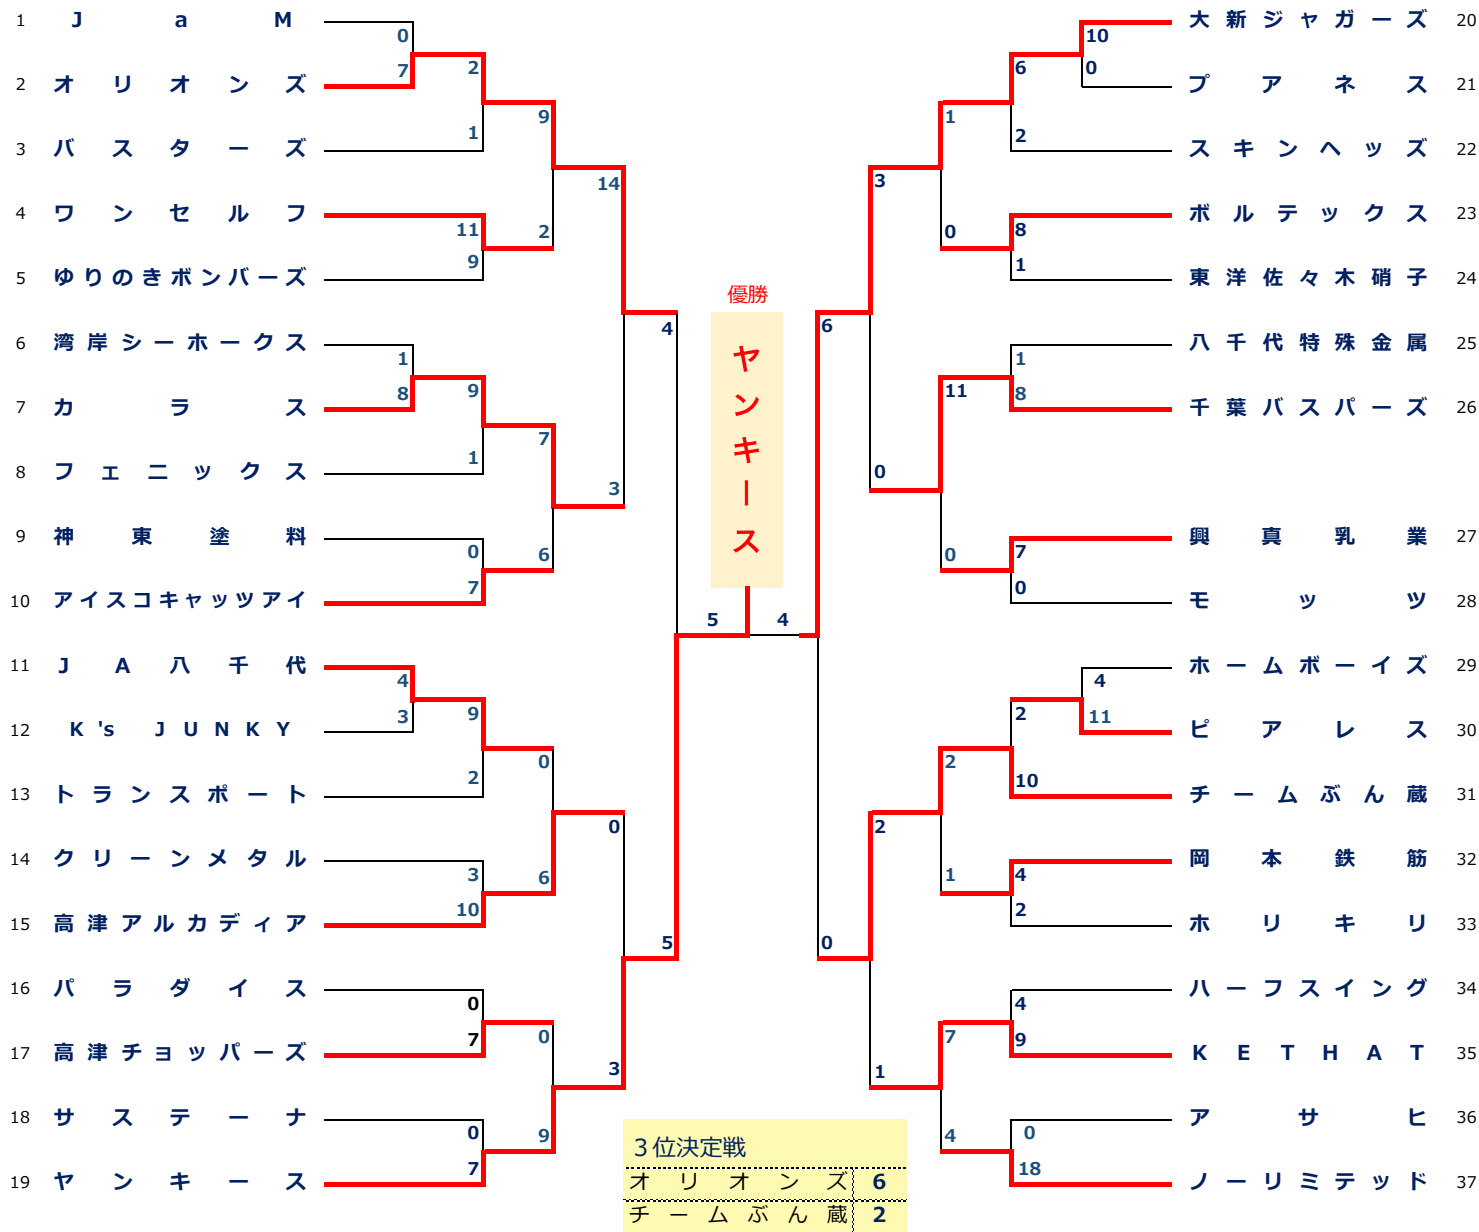 1 JaM
0
7
2 オリオンズ
2
1
3 バスターズ
9
2
4 ワンセルフ
11
9
5 ゆりのきボンバーズ
14
3
6 湾岸シーホークス
1
8
7 カラス
9
1
8 フェニックス
7
6
9 神東塗料
0
7
10 アイスコキャッツアイ
4
5
11 JA八千代
4
3
12 K's JUNKY
9
2
13 トランスポート
0
6
14 クリーンメタル
3
10
15 高津アルカディア
0
3
16 パラダイス
0
7
17 高津チョッパーズ
0
9
18 サステーナ
0
7
19 ヤンキース
優勝
ヤンキース
5 4
大新ジャガーズ 20
10
0
プアネス 21
6
2
スキンヘッズ 22
1
0
ボルテックス 23
8
1
東洋佐々木硝子 24
3
0
八千代特殊金属 25
1
8
千葉バスパーズ 26
11
0
興真乳業 27
7
0
モッツ 28
6
0
ホームボーイズ 29
4
11
ピアレス 30
2
10
チームぶん蔵 31
2
1
岡本鉄筋 32
4
2
ホリキリ 33
2
1
ハーフスイング 34
4
9
KETHAT 35
7
4
アサヒ 36
0
18
ノーリミテッド 37
3位決定戦
オリオンズ 6
チームぶん蔵 2